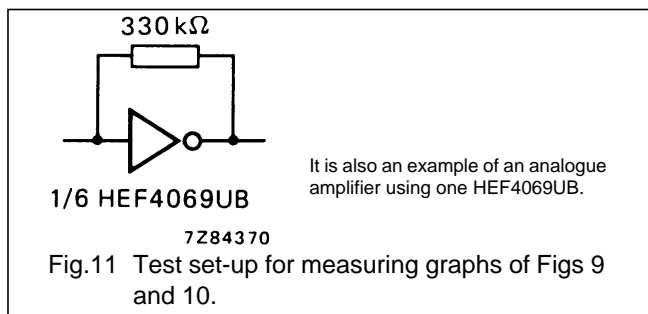 330 kΩ
It is also an example of an analogue
amplifier using one HEF4069UB.
1/6 HEF4069UB
7Z84370
Fig.11 Test set-up for measuring graphs of Figs 9
and 10.